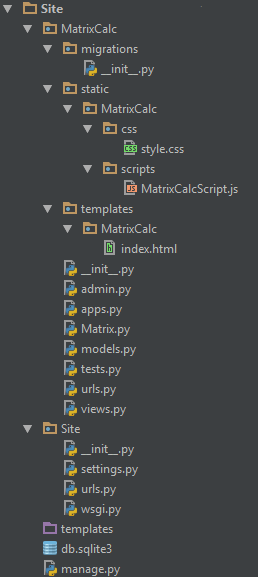 Site
MatrixCalc
migrations
__init__.py
static
MatrixCalc
css
style.css
scripts
MatrixCalcScript.js
templates
MatrixCalc
index.html
__init__.py
admin.py
apps.py
Matrix.py
models.py
tests.py
urls.py
views.py
Site
__init__.py
settings.py
urls.py
wsgi.py
templates
db.sqlite3
manage.py